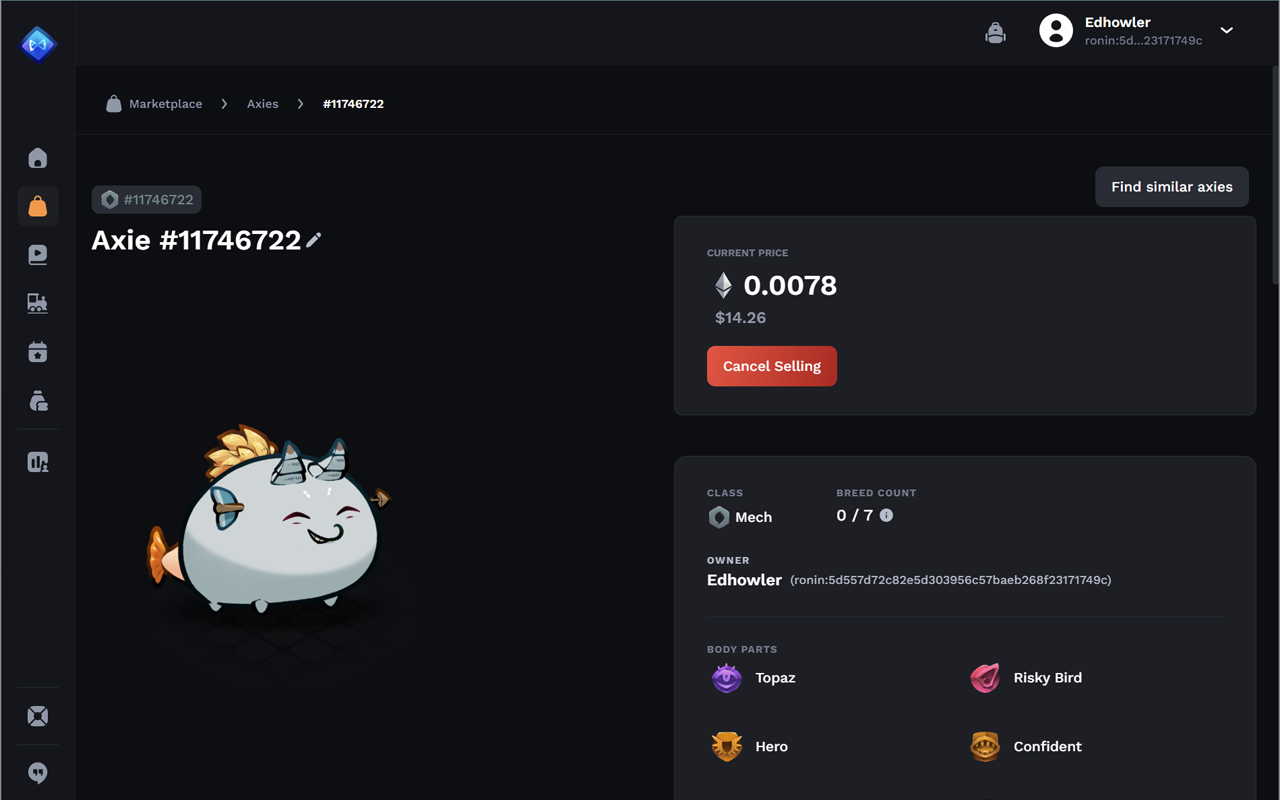 Edhowler
ronin:5d...23171749c
Marketplace > Axies > #11746722
Find similar axies
#11746722
Axie #11746722
CURRENT PRICE
0.0078
$14.26
Cancel Selling
CLASS BREED COUNT
Mech 0 / 7
OWNER
Edhowler (ronin:5d557d72c82e5d303956c57baeb268f23171749c)
BODY PARTS
Topaz Risky Bird
Hero Confident